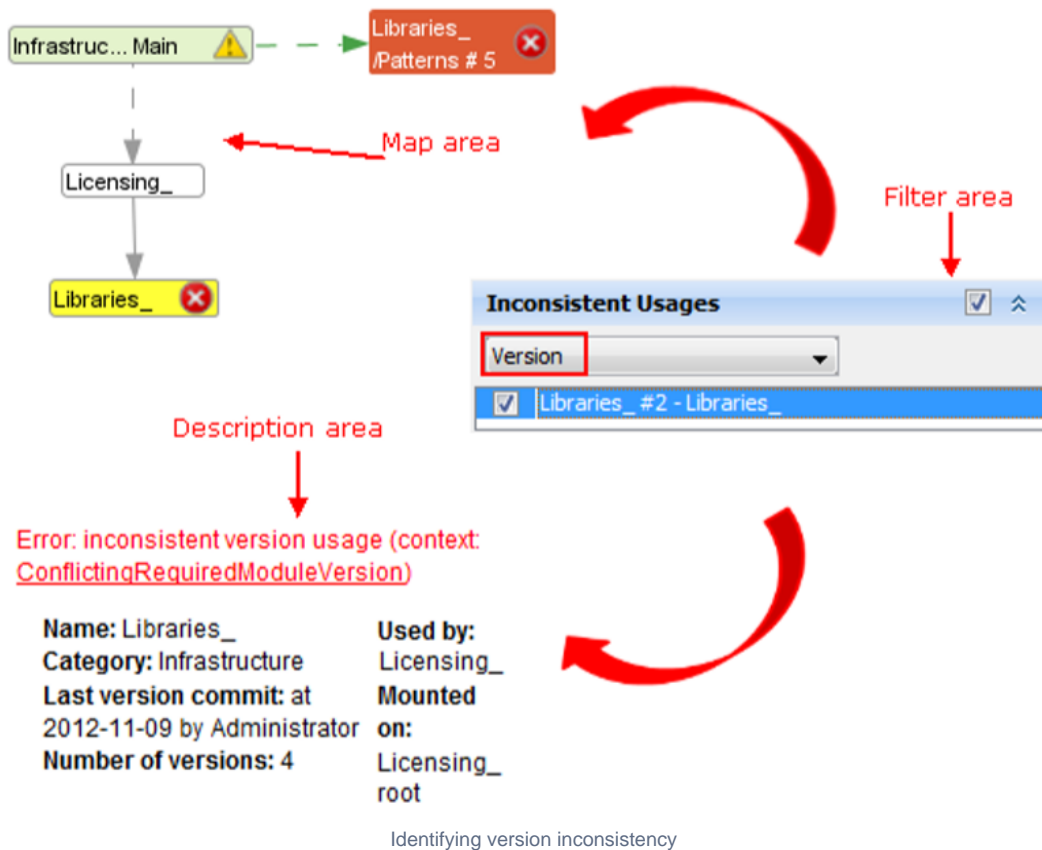 Infrastruc... Main
Libraries_
/Patterns # 5
Map area
Licensing_
Filter area
Libraries_
Inconsistent Usages
Version
Libraries_ #2 - Libraries_
Description area
Error: inconsistent version usage (context:
ConflictingRequiredModuleVersion)
Name: Libraries_
Category: Infrastructure
Last version commit: at
2012-11-09 by Administrator
Number of versions: 4
Used by:
Licensing_
Mounted
on:
Licensing_
root
Identifying version inconsistency